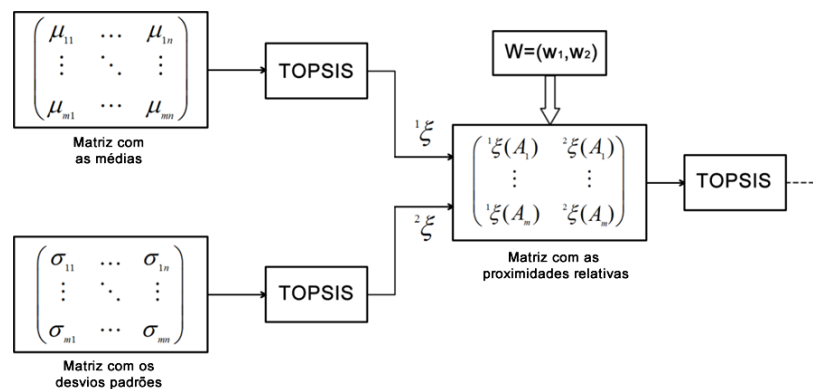 μ₁₁ … μ₁ₙ
⋮ ⋱ ⋮
μₘ₁ ⋯ μₘₙ
Matriz com
as médias
TOPSIS
¹ξ
W=(w₁,w₂)
¹ξ(A₁) ²ξ(A₁)
⋮ ⋮
¹ξ(Aₘ) ²ξ(Aₘ)
Matriz com as
proximidades relativas
TOPSIS
σ₁₁ … σ₁ₙ
⋮ ⋱ ⋮
σₘ₁ ⋯ σₘₙ
Matriz com os
desvios padrões
TOPSIS
²ξ